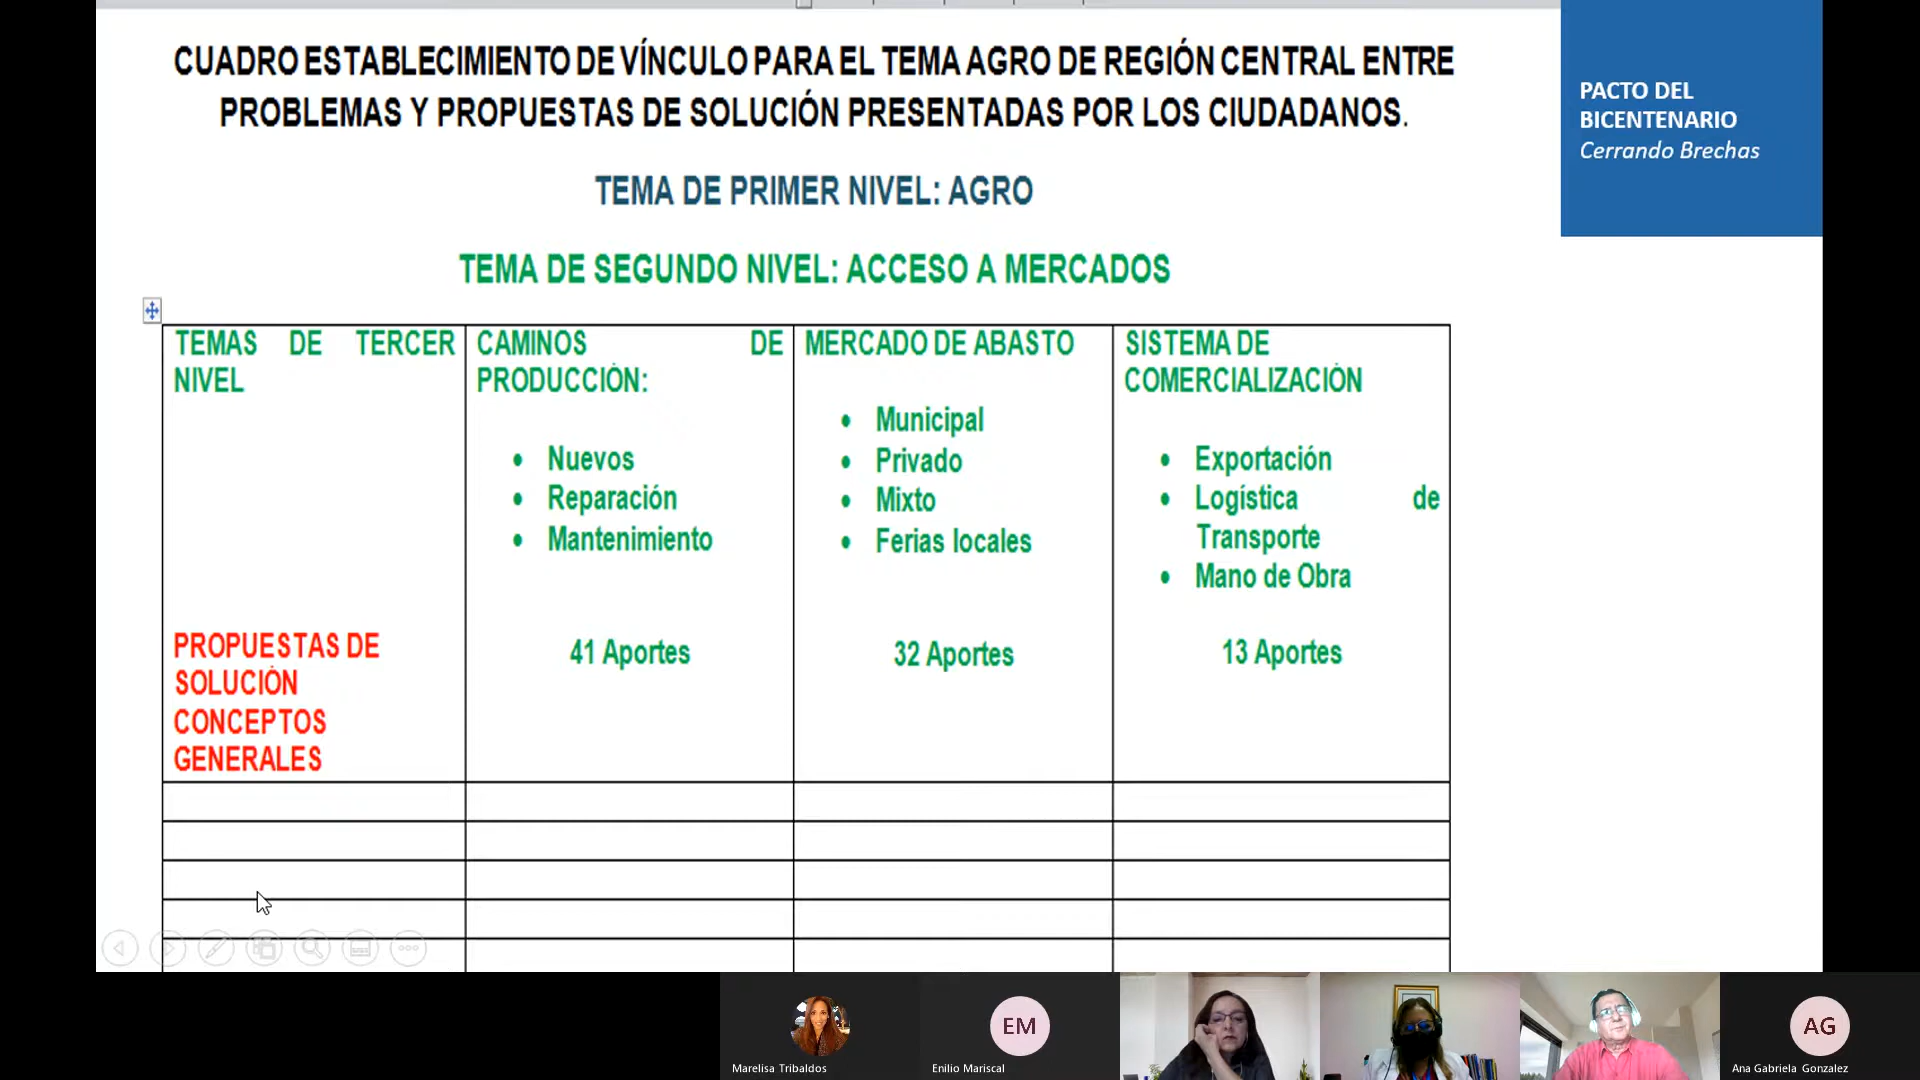 CUADRO ESTABLECIMIENTO DE VÍNCULO PARA EL TEMA AGRO DE REGIÓN CENTRAL ENTRE
PROBLEMAS Y PROPUESTAS DE SOLUCIÓN PRESENTADAS POR LOS CIUDADANOS.
PACTO DEL
BICENTENARIO
Cerrando Brechas
TEMA DE PRIMER NIVEL: AGRO
TEMA DE SEGUNDO NIVEL: ACCESO A MERCADOS
TEMAS DE TERCER
NIVEL
PROPUESTAS DE
SOLUCIÓN
CONCEPTOS
GENERALES
CAMINOS DE
PRODUCCIÓN:
• Nuevos
• Reparación
• Mantenimiento
41 Aportes
MERCADO DE ABASTO
• Municipal
• Privado
• Mixto
• Ferias locales
32 Aportes
SISTEMA DE
COMERCIALIZACIÓN
• Exportación
• Logística de
Transporte
• Mano de Obra
13 Aportes
EM
AG
Marelisa Tribaldos
Enilio Mariscal
Ana Gabriela Gonzalez